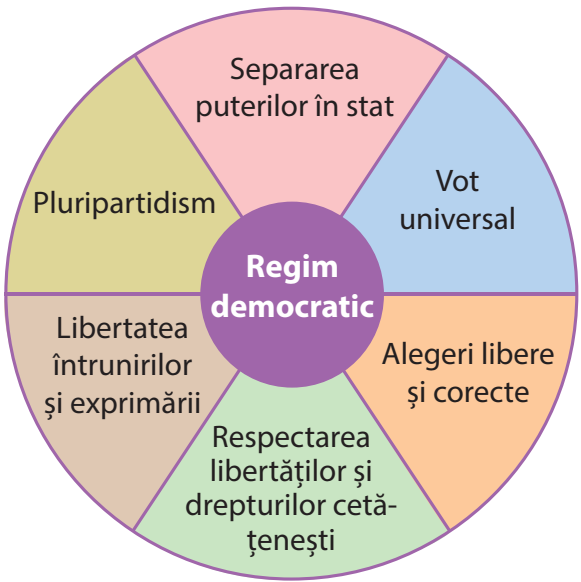 Separarea
puterilor în stat
Vot
universal
Alegeri libere
și corecte
Respectarea
libertăților și
drepturilor cetă-
țenești
Libertatea
întrunirilor
și exprimării
Pluripartidism
Regim
democratic